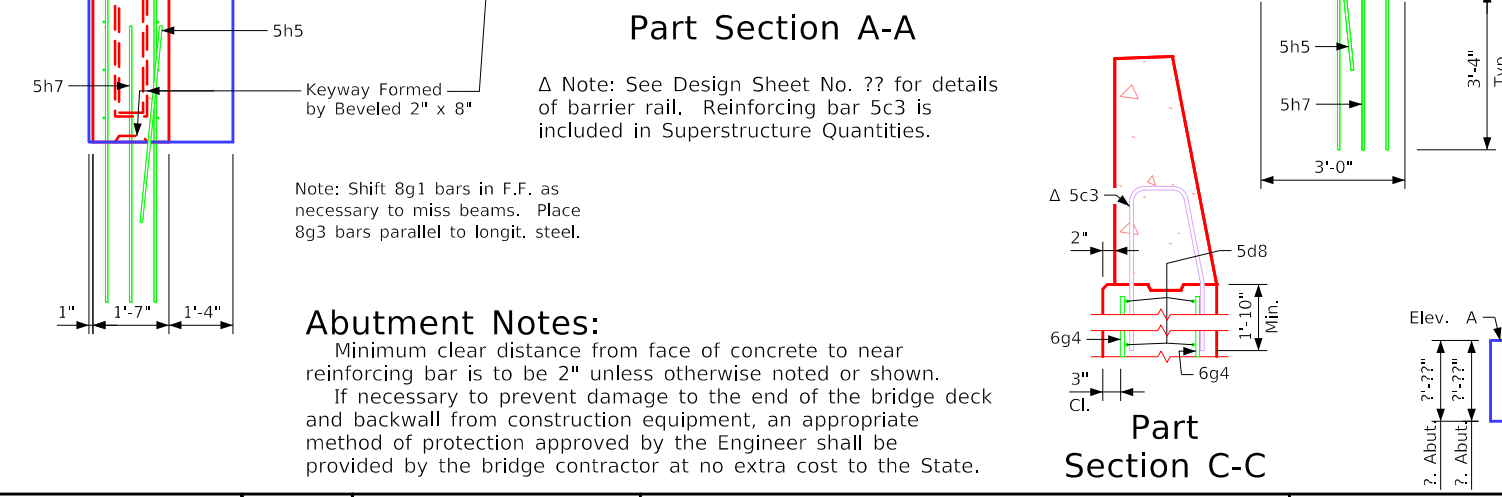 Part Section A-A
5h5
5h7
Keyway Formed
by Beveled 2" x 8"
Δ Note: See Design Sheet No. ?? for details
of barrier rail. Reinforcing bar 5c3 is
included in Superstructure Quantities.
Note: Shift 8g1 bars in F.F. as
necessary to miss beams. Place
8g3 bars parallel to longit. steel.
1"
1'-7"
1'-4"
Abutment Notes:
Minimum clear distance from face of concrete to near
reinforcing bar is to be 2" unless otherwise noted or shown.
If necessary to prevent damage to the end of the bridge deck
and backwall from construction equipment, an appropriate
method of protection approved by the Engineer shall be
provided by the bridge contractor at no extra cost to the State.
Δ 5c3
2"
5d8
1'-10"
Min.
6g4
6g4
3"
Cl.
Part
Section C-C
5h5
5h7
3'-0"
3'-4"
Typ.
Elev. A
?'-??"
?'-??"
?. Abut.
?. Abut.